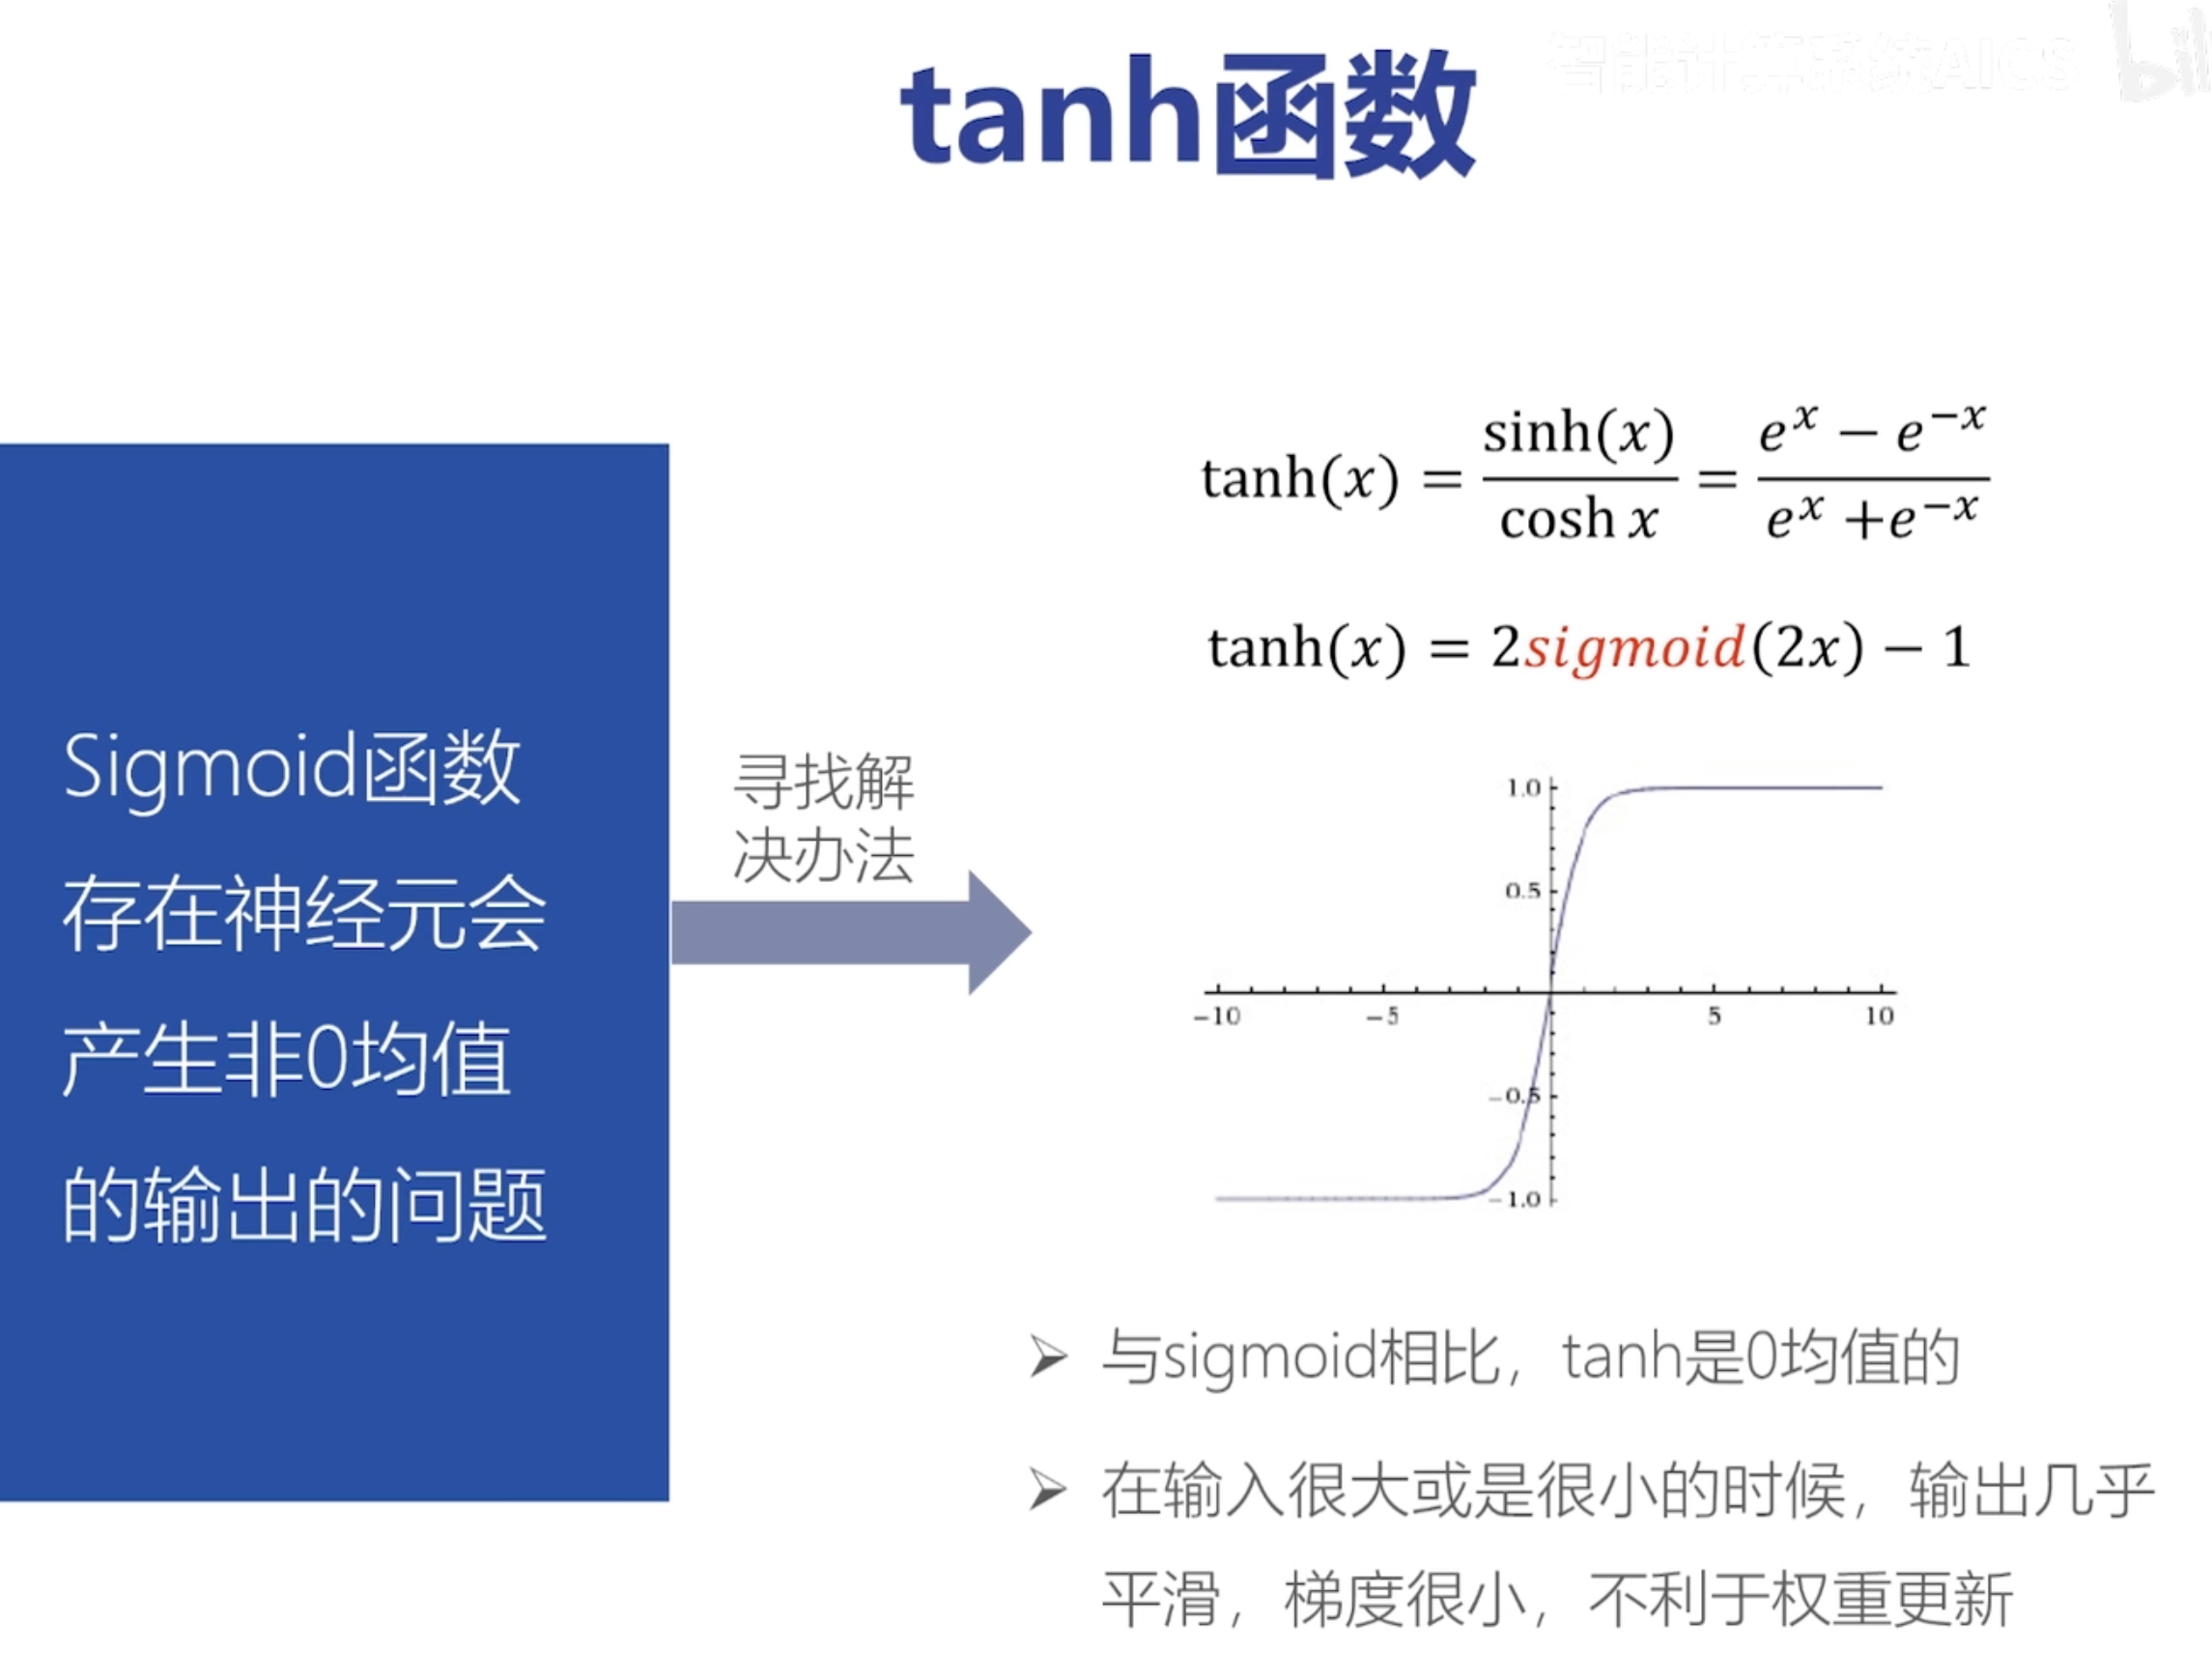 智能计算系统AICS
tanh函数
Sigmoid函数
存在神经元会
产生非0均值
的输出的问题
寻找解
决办法
tanh(x) = sinh(x) / cosh x = (e^x − e^{−x}) / (e^x + e^{−x})
tanh(x) = 2sigmoid(2x) − 1
1.0
0.5
−10 −5 5 10
−0.5
−1.0
与sigmoid相比，tanh是0均值的
在输入很大或是很小的时候，输出几乎
平滑，梯度很小，不利于权重更新